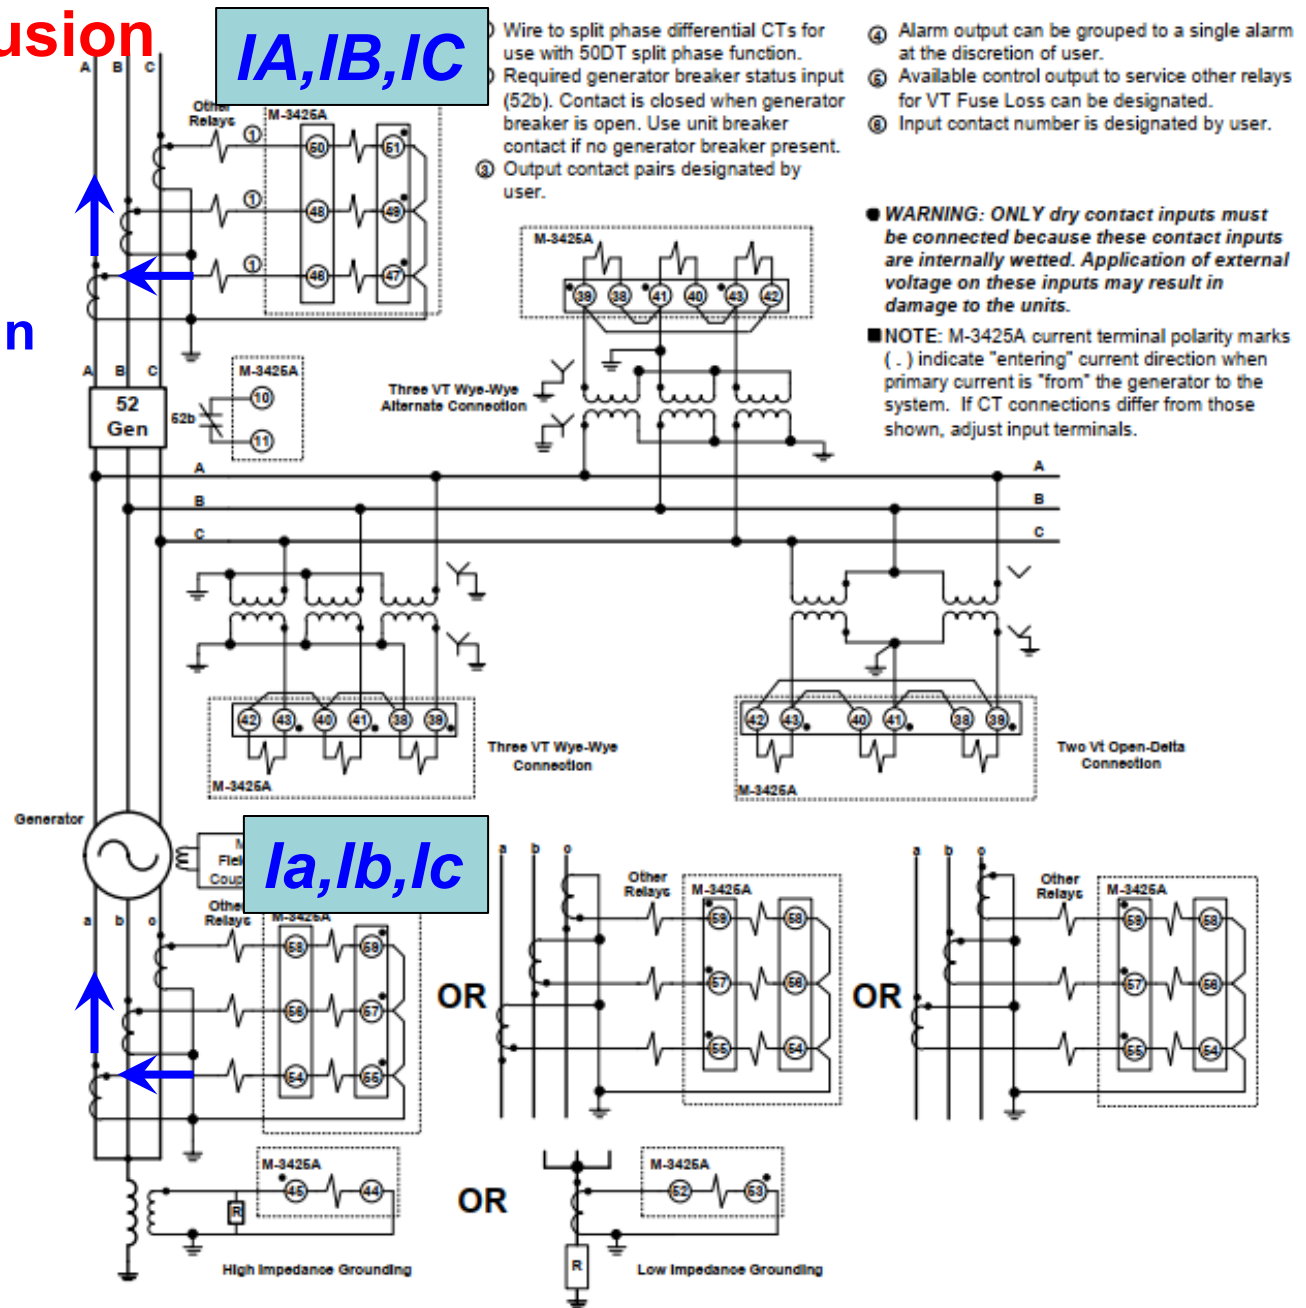 usion
IA,IB,IC
Wire to split phase differential CTs for
use with 50DT split phase function.
Required generator breaker status input
(52b). Contact is closed when generator
breaker is open. Use unit breaker
contact if no generator breaker present.
③ Output contact pairs designated by
user.
④ Alarm output can be grouped to a single alarm
at the discretion of user.
⑤ Available control output to service other relays
for VT Fuse Loss can be designated.
⑥ Input contact number is designated by user.
● WARNING: ONLY dry contact inputs must
be connected because these contact inputs
are internally wetted. Application of external
voltage on these inputs may result in
damage to the units.
■ NOTE: M-3425A current terminal polarity marks
( . ) indicate "entering" current direction when
primary current is "from" the generator to the
system. If CT connections differ from those
shown, adjust input terminals.
A B C
Other
Relays
M-3425A
① 50 51
① 48 49
① 46 47
n
A B C
52
Gen
52b
M-3425A
10
11
M-3425A
39 38 41 40 43 42
Three VT Wye-Wye
Alternate Connection
A A
B B
C C
42 43 40 41 38 39
M-3425A
Three VT Wye-Wye
Connection
42 43 40 41 38 39
M-3425A
Two Vt Open-Delta
Connection
Generator
M
Fiel
Coup
Ia,Ib,Ic
a b c
Other
Relays
M-3425A
58 59
56 57
54 55
OR
a b c
Other
Relays
M-3425A
59 58
57 56
55 54
OR
a b c
Other
Relays
M-3425A
59 58
57 56
55 54
M-3425A
45 44
R
High Impedance Grounding
OR
M-3425A
52 53
R
Low Impedance Grounding